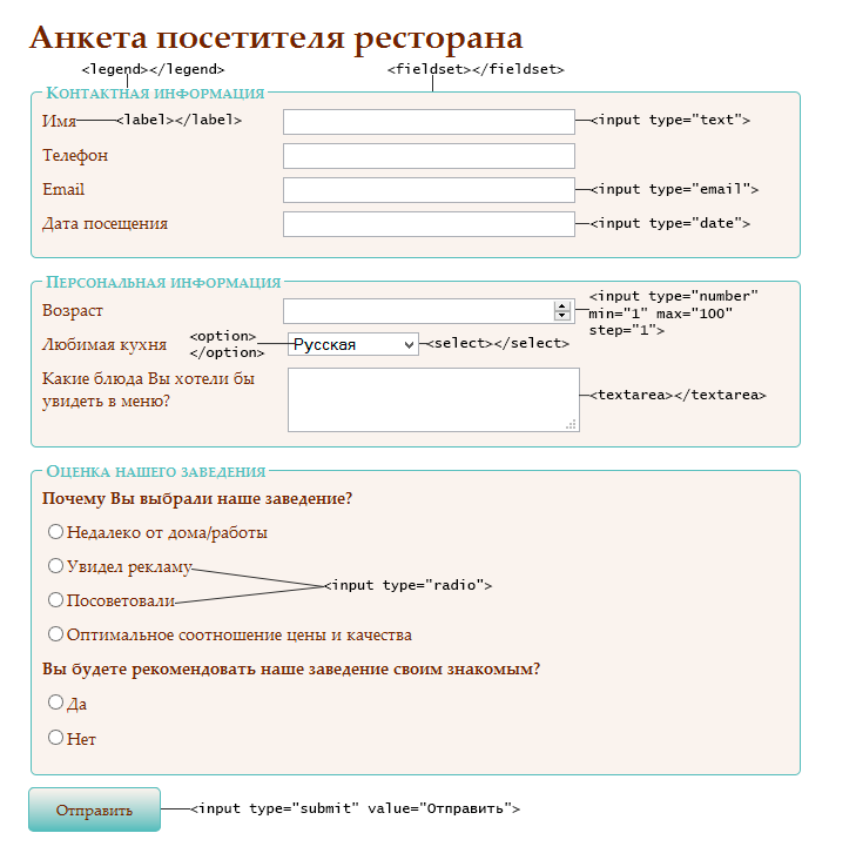 Анкета посетителя ресторана
<legend></legend> <fieldset></fieldset>
Контактная информация
Имя <label></label> <input type="text">
Телефон
Email <input type="email">
Дата посещения <input type="date">
Персональная информация
Возраст <input type="number"
min="1" max="100"
step="1">
Любимая кухня <option> Русская <select></select>
</option>
Какие блюда Вы хотели бы
увидеть в меню? <textarea></textarea>
Оценка нашего заведения
Почему Вы выбрали наше заведение?
Недалеко от дома/работы
Увидел рекламу
<input type="radio">
Посоветовали
Оптимальное соотношение цены и качества
Вы будете рекомендовать наше заведение своим знакомым?
Да
Нет
Отправить <input type="submit" value="Отправить">